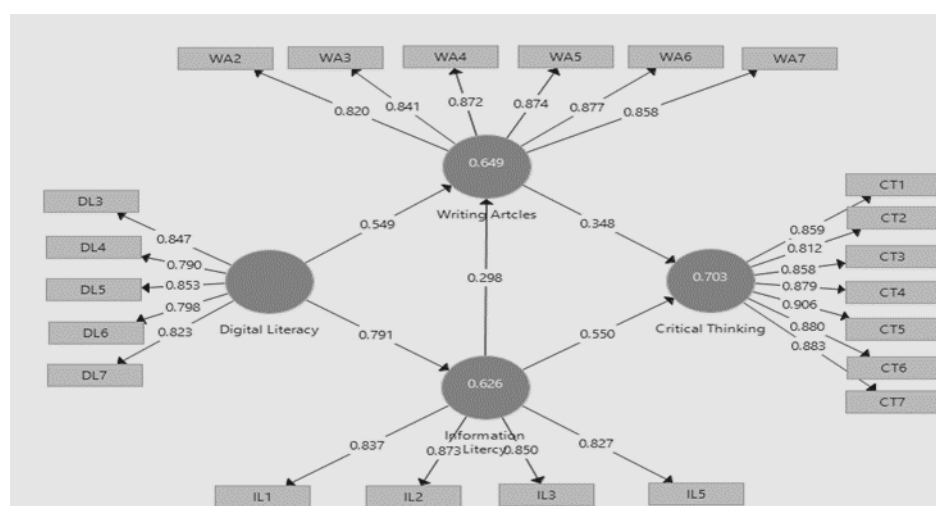 WA2 WA3 WA4 WA5 WA6 WA7
0.820 0.841 0.872 0.874 0.877 0.858
0.649
Writing Artcles
DL3
DL4
DL5
DL6
DL7
0.847
0.790
0.853
0.798
0.823
Digital Literacy
0.549
0.791
0.298
0.348
0.550
0.703
Critical Thinking
0.859
0.812
0.858
0.879
0.906
0.880
0.883
CT1
CT2
CT3
CT4
CT5
CT6
CT7
0.626
Information
Litercy
0.837 0.873 0.850 0.827
IL1 IL2 IL3 IL5